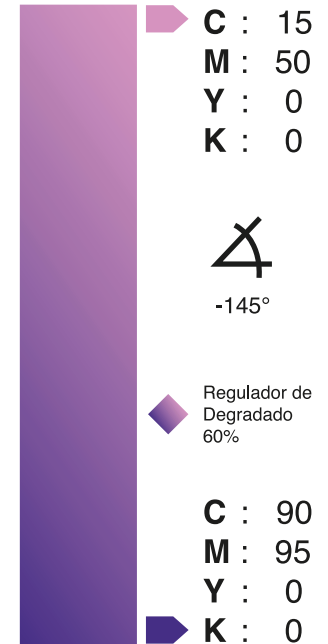 C : 15
M : 50
Y : 0
K : 0
-145°
Regulador de
Degradado
60%
C : 90
M : 95
Y : 0
K : 0